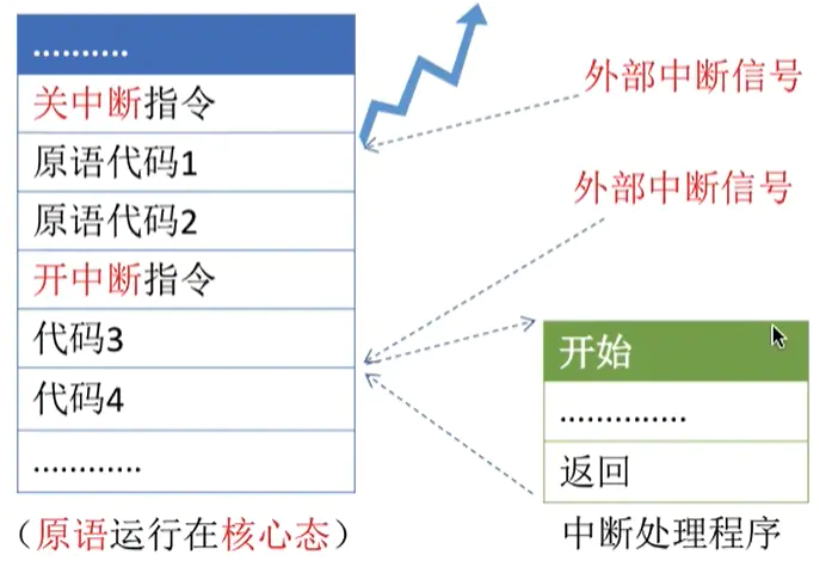 ..........
关中断指令
原语代码1
原语代码2
开中断指令
代码3
代码4
............
（原语运行在核心态）
外部中断信号
外部中断信号
开始
..............
返回
中断处理程序